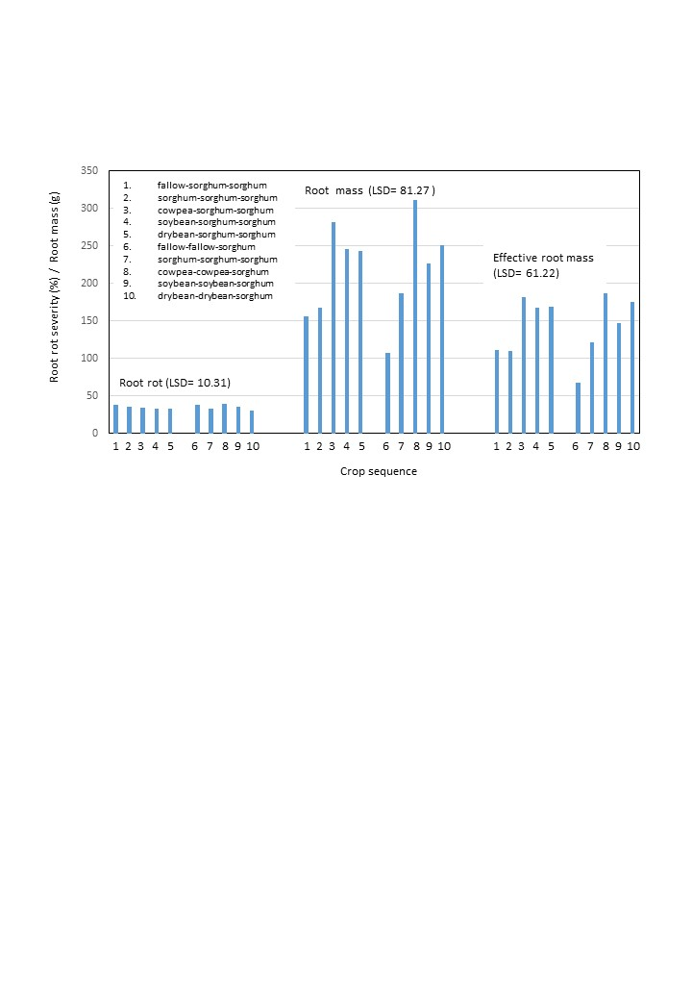 Root rot severity (%) / Root mass (g)
350
300
250
200
150
100
50
0
1. fallow-sorghum-sorghum
2. sorghum-sorghum-sorghum
3. cowpea-sorghum-sorghum
4. soybean-sorghum-sorghum
5. drybean-sorghum-sorghum
6. fallow-fallow-sorghum
7. sorghum-sorghum-sorghum
8. cowpea-cowpea-sorghum
9. soybean-soybean-sorghum
10. drybean-drybean-sorghum
Root rot (LSD= 10.31)
Root mass (LSD= 81.27 )
Effective root mass
(LSD= 61.22)
1 2 3 4 5 6 7 8 9 10 1 2 3 4 5 6 7 8 9 10 1 2 3 4 5 6 7 8 9 10
Crop sequence